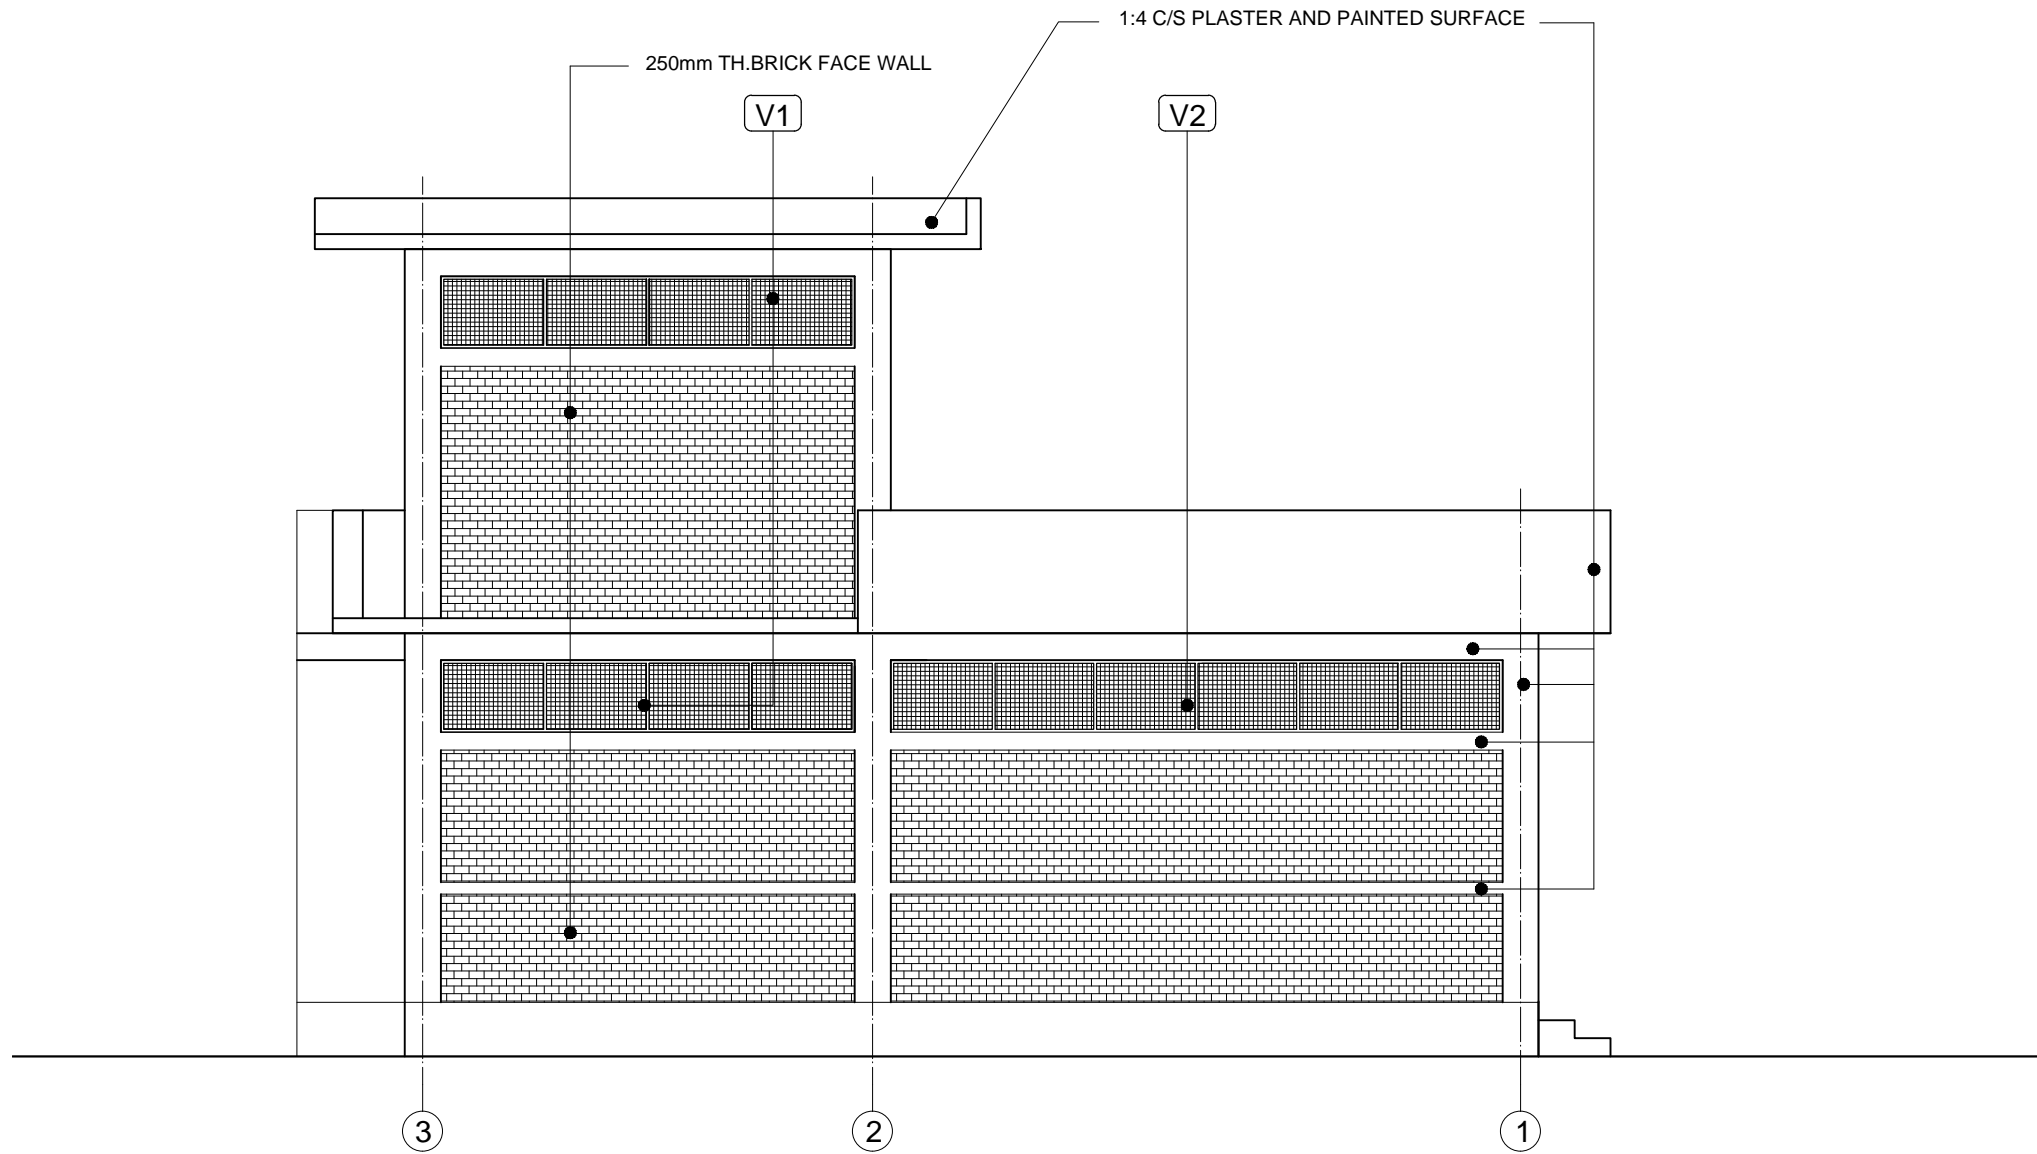 1:4 C/S PLASTER AND PAINTED SURFACE
250mm TH.BRICK FACE WALL
V1
V2
3
2
1